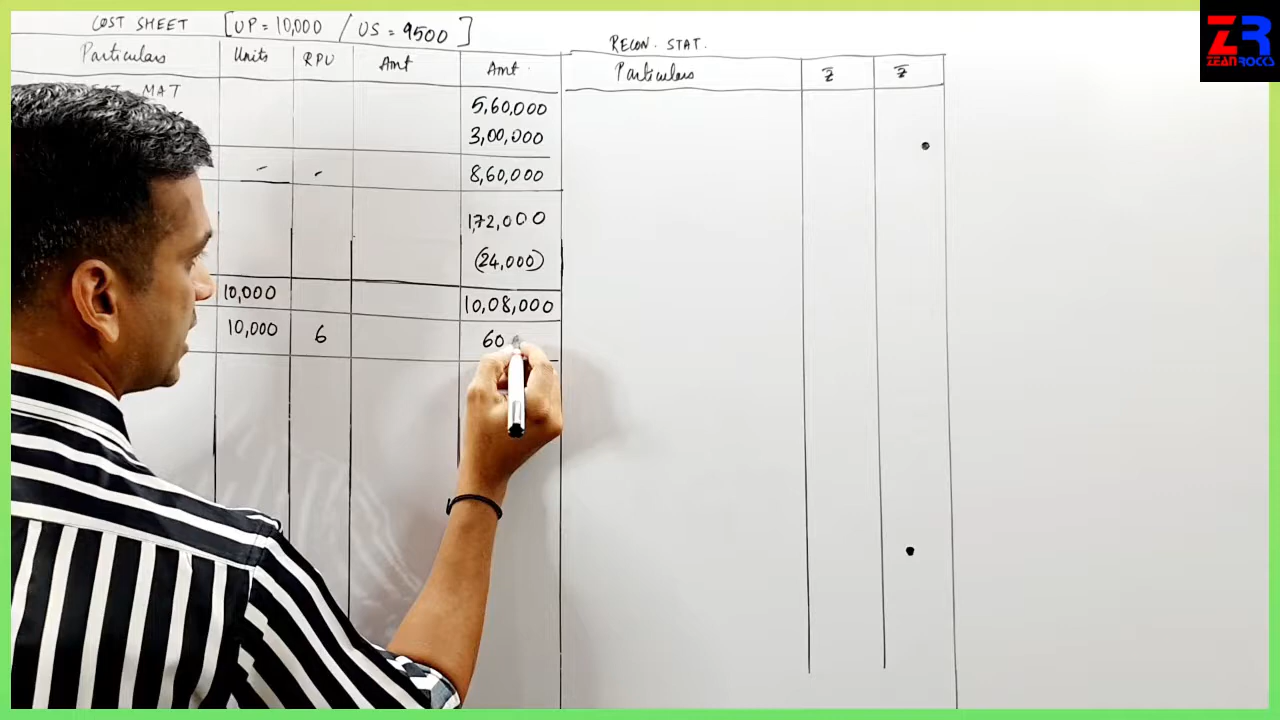 COST SHEET [UP = 10,000 / US = 9500]
Particulars Units RPU Amt Amt.
MAT
5,60,000
3,00,000
- - 8,60,000
1,72,000
(24,000)
10,000 10,08,000
10,000 6 60
RECON. STAT.
Particulars ₹ ₹
ZR
ZEAN ROCKS